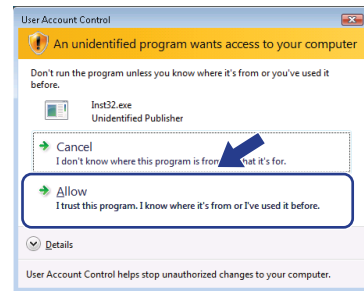 User Account Control
An unidentified program wants access to your computer
Don't run the program unless you know where it's from or you've used it
before.
Inst32.exe
Unidentified Publisher
Cancel
I don't know where this program is from hat it's for.
Allow
I trust this program. I know where it's from or I've used it before.
Details
User Account Control helps stop unauthorized changes to your computer.